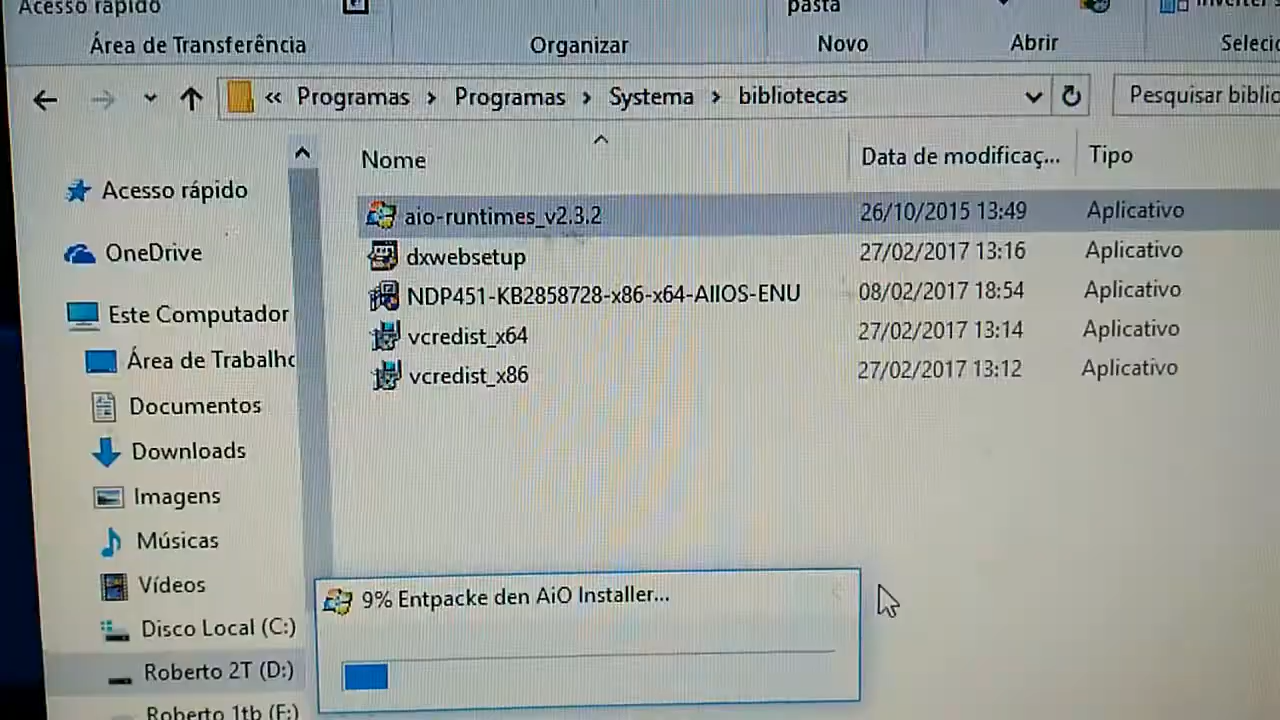 Acesso rápido
pasta
Inverter s
Área de Transferência
Organizar
Novo
Abrir
Selecio
« Programas > Programas > Systema > bibliotecas
Pesquisar biblio
Nome
Data de modificaç...
Tipo
Acesso rápido
OneDrive
Este Computador
Área de Trabalho
Documentos
Downloads
Imagens
Músicas
Vídeos
Disco Local (C:)
Roberto 2T (D:)
Roberto 1tb (F:)
aio-runtimes_v2.3.2 26/10/2015 13:49 Aplicativo
dxwebsetup 27/02/2017 13:16 Aplicativo
NDP451-KB2858728-x86-x64-AllOS-ENU 08/02/2017 18:54 Aplicativo
vcredist_x64 27/02/2017 13:14 Aplicativo
vcredist_x86 27/02/2017 13:12 Aplicativo
9% Entpacke den AiO Installer...